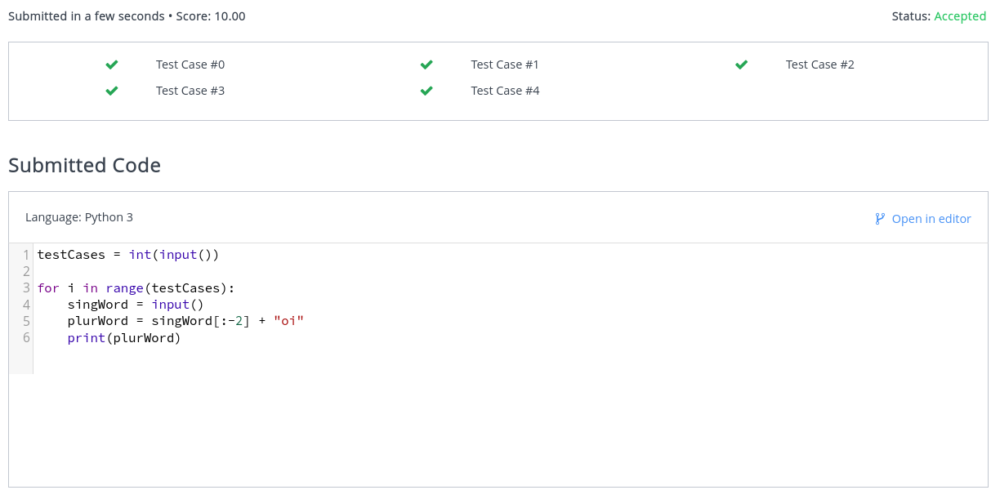 Submitted in a few seconds • Score: 10.00 Status: Accepted
Test Case #0 Test Case #1 Test Case #2
Test Case #3 Test Case #4
Submitted Code
Language: Python 3 Open in editor
1 testCases = int(input())
2
3 for i in range(testCases):
4     singWord = input()
5     plurWord = singWord[:-2] + "oi"
6     print(plurWord)